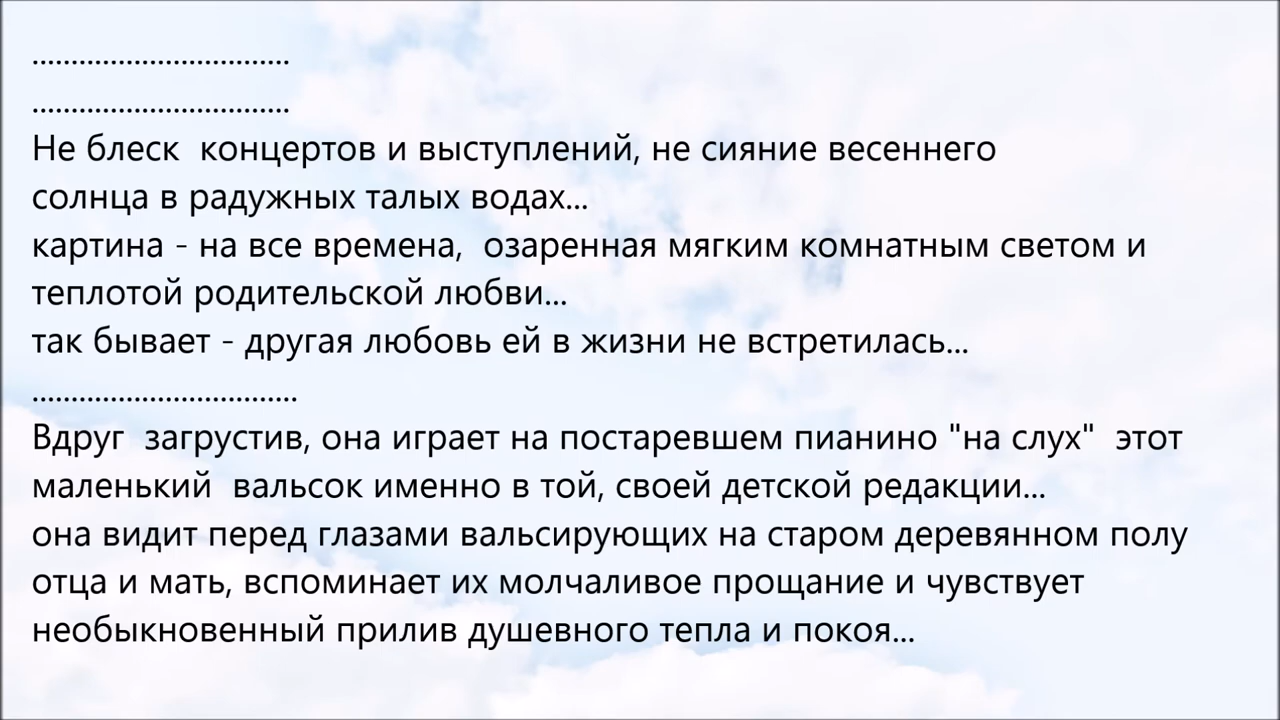 .................................
.................................
Не блеск  концертов и выступлений, не сияние весеннего
солнца в радужных талых водах...
картина - на все времена,  озаренная мягким комнатным светом и
теплотой родительской любви...
так бывает - другая любовь ей в жизни не встретилась...
..................................
Вдруг  загрустив, она играет на постаревшем пианино "на слух"  этот
маленький  вальсок именно в той, своей детской редакции...
она видит перед глазами вальсирующих на старом деревянном полу
отца и мать, вспоминает их молчаливое прощание и чувствует
необыкновенный прилив душевного тепла и покоя...